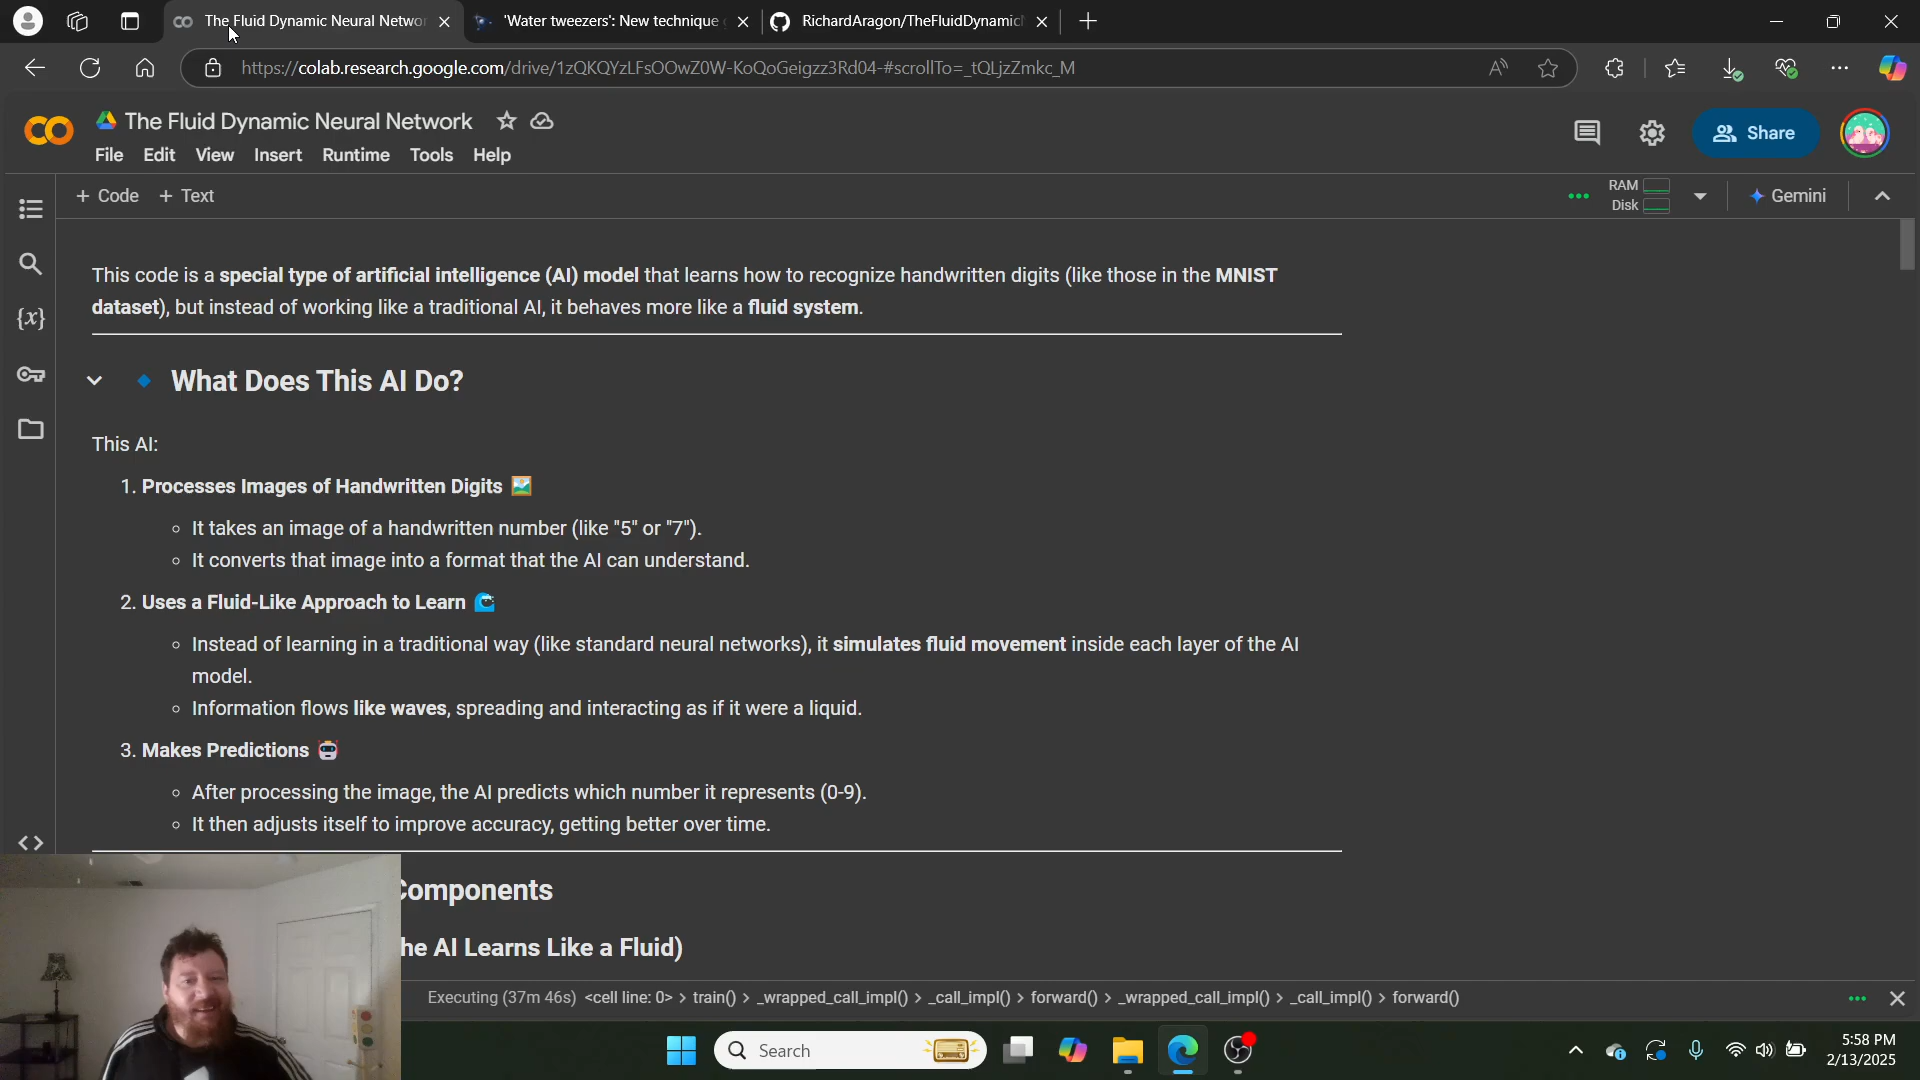 The Fluid Dynamic Neural Netwo
'Water tweezers': New technique
RichardAragon/TheFluidDynamic
https://colab.research.google.com/drive/1zQKQYzLFsOOwZ0W-KoQoGeigzz3Rd04-#scrollTo=_tQLjzZmkc_M
The Fluid Dynamic Neural Network
File Edit View Insert Runtime Tools Help
Share
+ Code + Text
RAM
Disk
Gemini
This code is a special type of artificial intelligence (AI) model that learns how to recognize handwritten digits (like those in the MNIST
dataset), but instead of working like a traditional AI, it behaves more like a fluid system.
What Does This AI Do?
This AI:
1. Processes Images of Handwritten Digits
It takes an image of a handwritten number (like "5" or "7").
It converts that image into a format that the AI can understand.
2. Uses a Fluid-Like Approach to Learn
Instead of learning in a traditional way (like standard neural networks), it simulates fluid movement inside each layer of the AI
model.
Information flows like waves, spreading and interacting as if it were a liquid.
3. Makes Predictions
After processing the image, the AI predicts which number it represents (0-9).
It then adjusts itself to improve accuracy, getting better over time.
Components
he AI Learns Like a Fluid)
Executing (37m 46s) <cell line: 0> > train() > _wrapped_call_impl() > _call_impl() > forward() > _wrapped_call_impl() > _call_impl() > forward()
Search
5:58 PM
2/13/2025